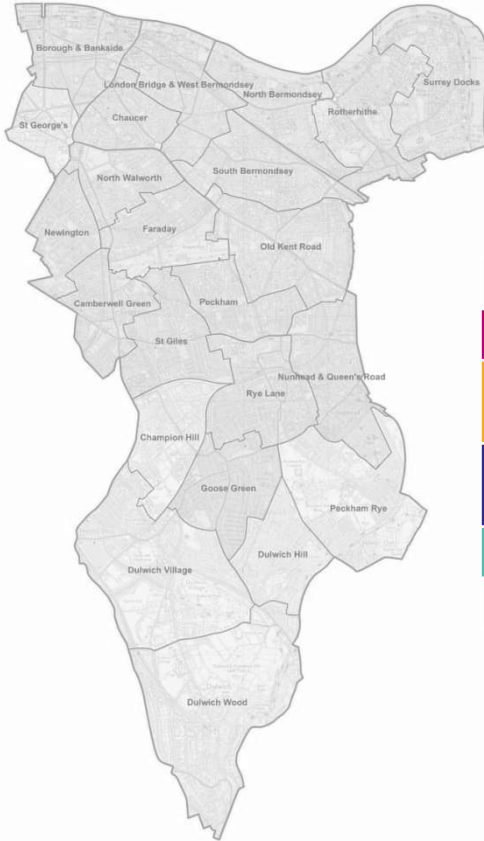 Borough & Bankside
London Bridge & West Bermondsey
Surrey Docks
North Bermondsey
Rotherhithe
St George's
Chaucer
South Bermondsey
North Walworth
Newington
Faraday
Old Kent Road
Camberwell Green
Peckham
St Giles
Nunhead & Queen's Road
Rye Lane
Champion Hill
Goose Green
Peckham Rye
Dulwich Hill
Dulwich Village
Dulwich Wood